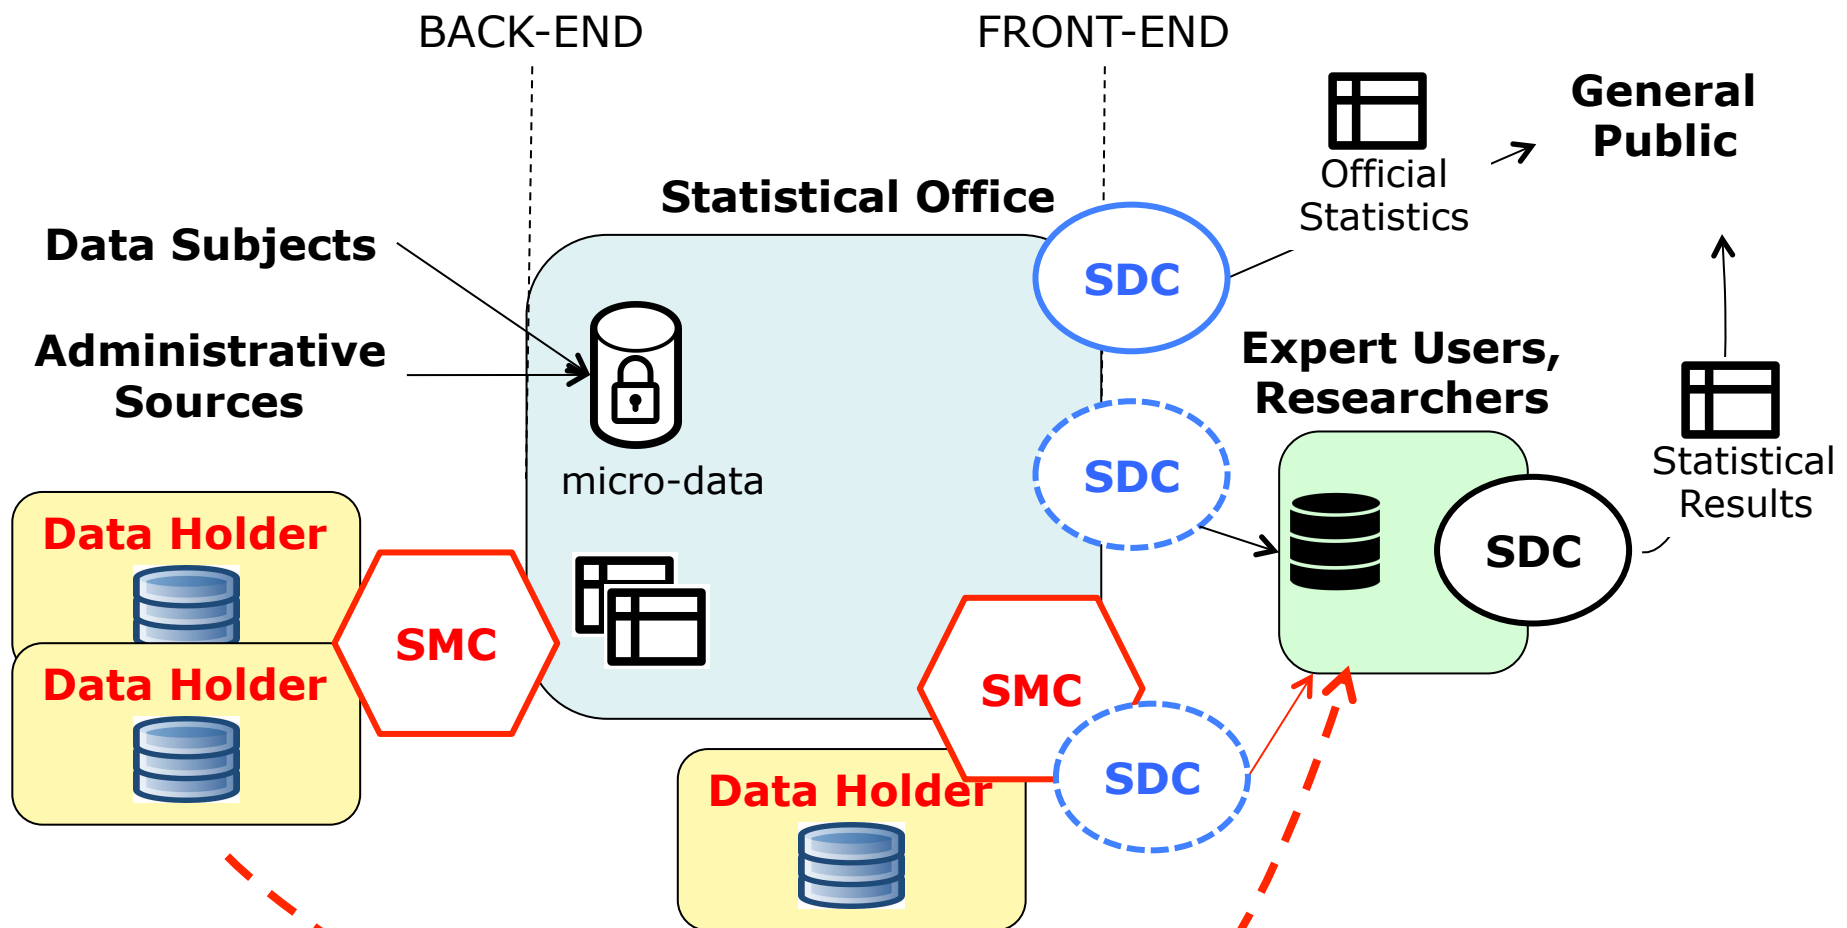 BACK-END
FRONT-END
General
Public
Official
Statistics
Statistical Office
Data Subjects
SDC
Administrative
Sources
Expert Users,
Researchers
micro-data
SDC
Statistical
Results
Data Holder
SDC
SMC
Data Holder
SMC
Data Holder
SDC